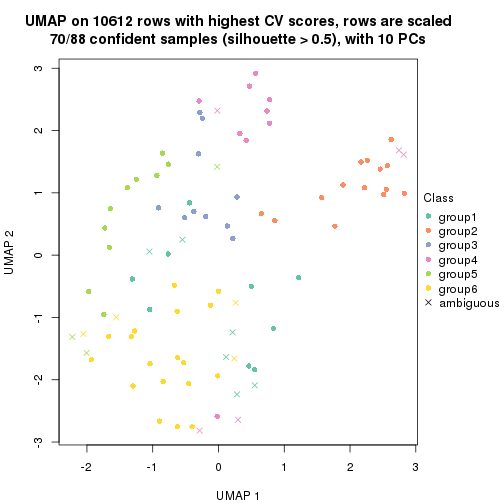 UMAP on 10612 rows with highest CV scores, rows are scaled
70/88 confident samples (silhouette > 0.5), with 10 PCs
3
2
1
0
-1
-2
-3
UMAP 2
-2
-1
0
1
2
3
UMAP 1
Class
group1
group2
group3
group4
group5
group6
ambiguous